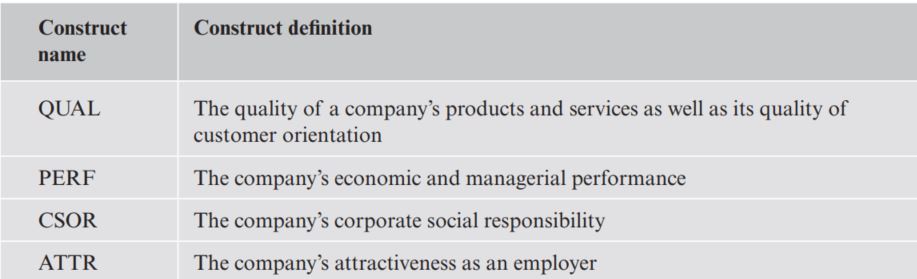 Construct name
Construct definition
QUAL
The quality of a company’s products and services as well as its quality of
customer orientation
PERF
The company’s economic and managerial performance
CSOR
The company’s corporate social responsibility
ATTR
The company’s attractiveness as an employer